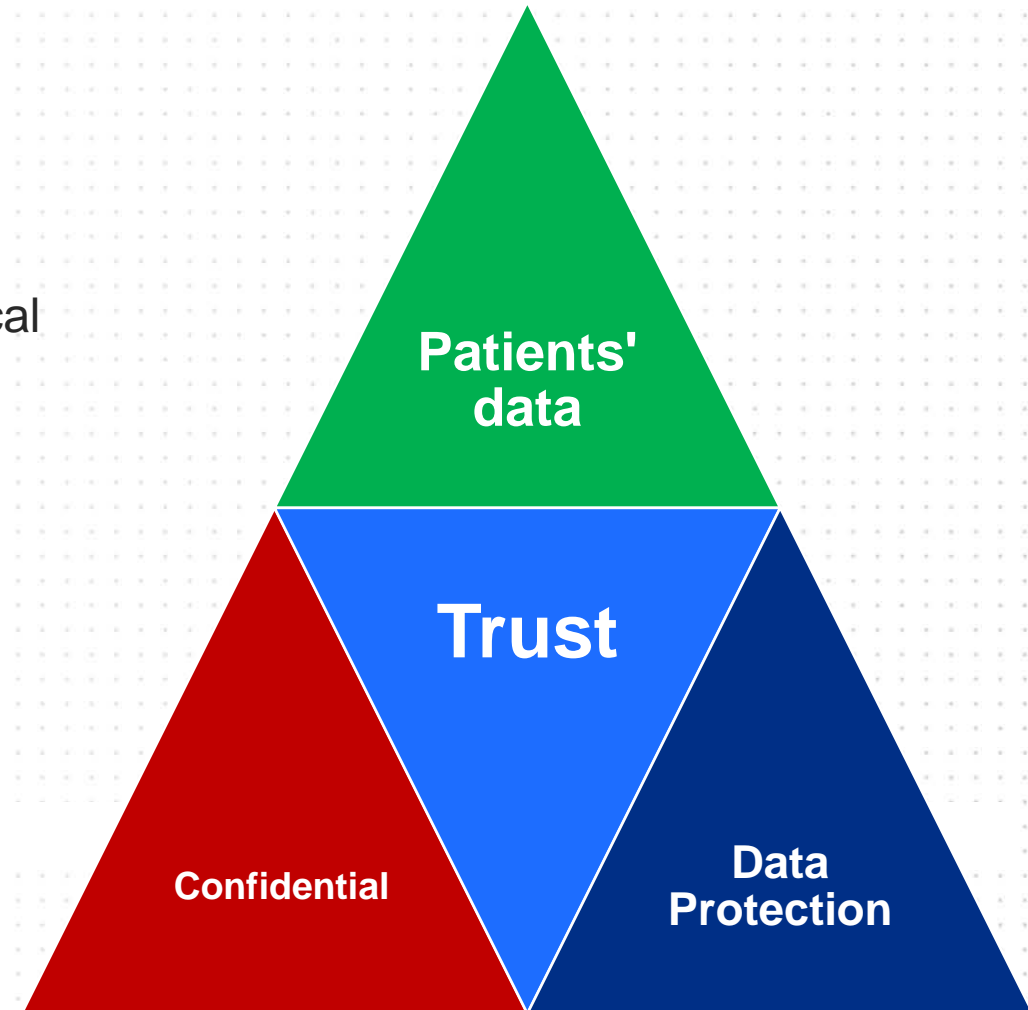 cal
Patients'
data
Trust
Confidential
Data
Protection